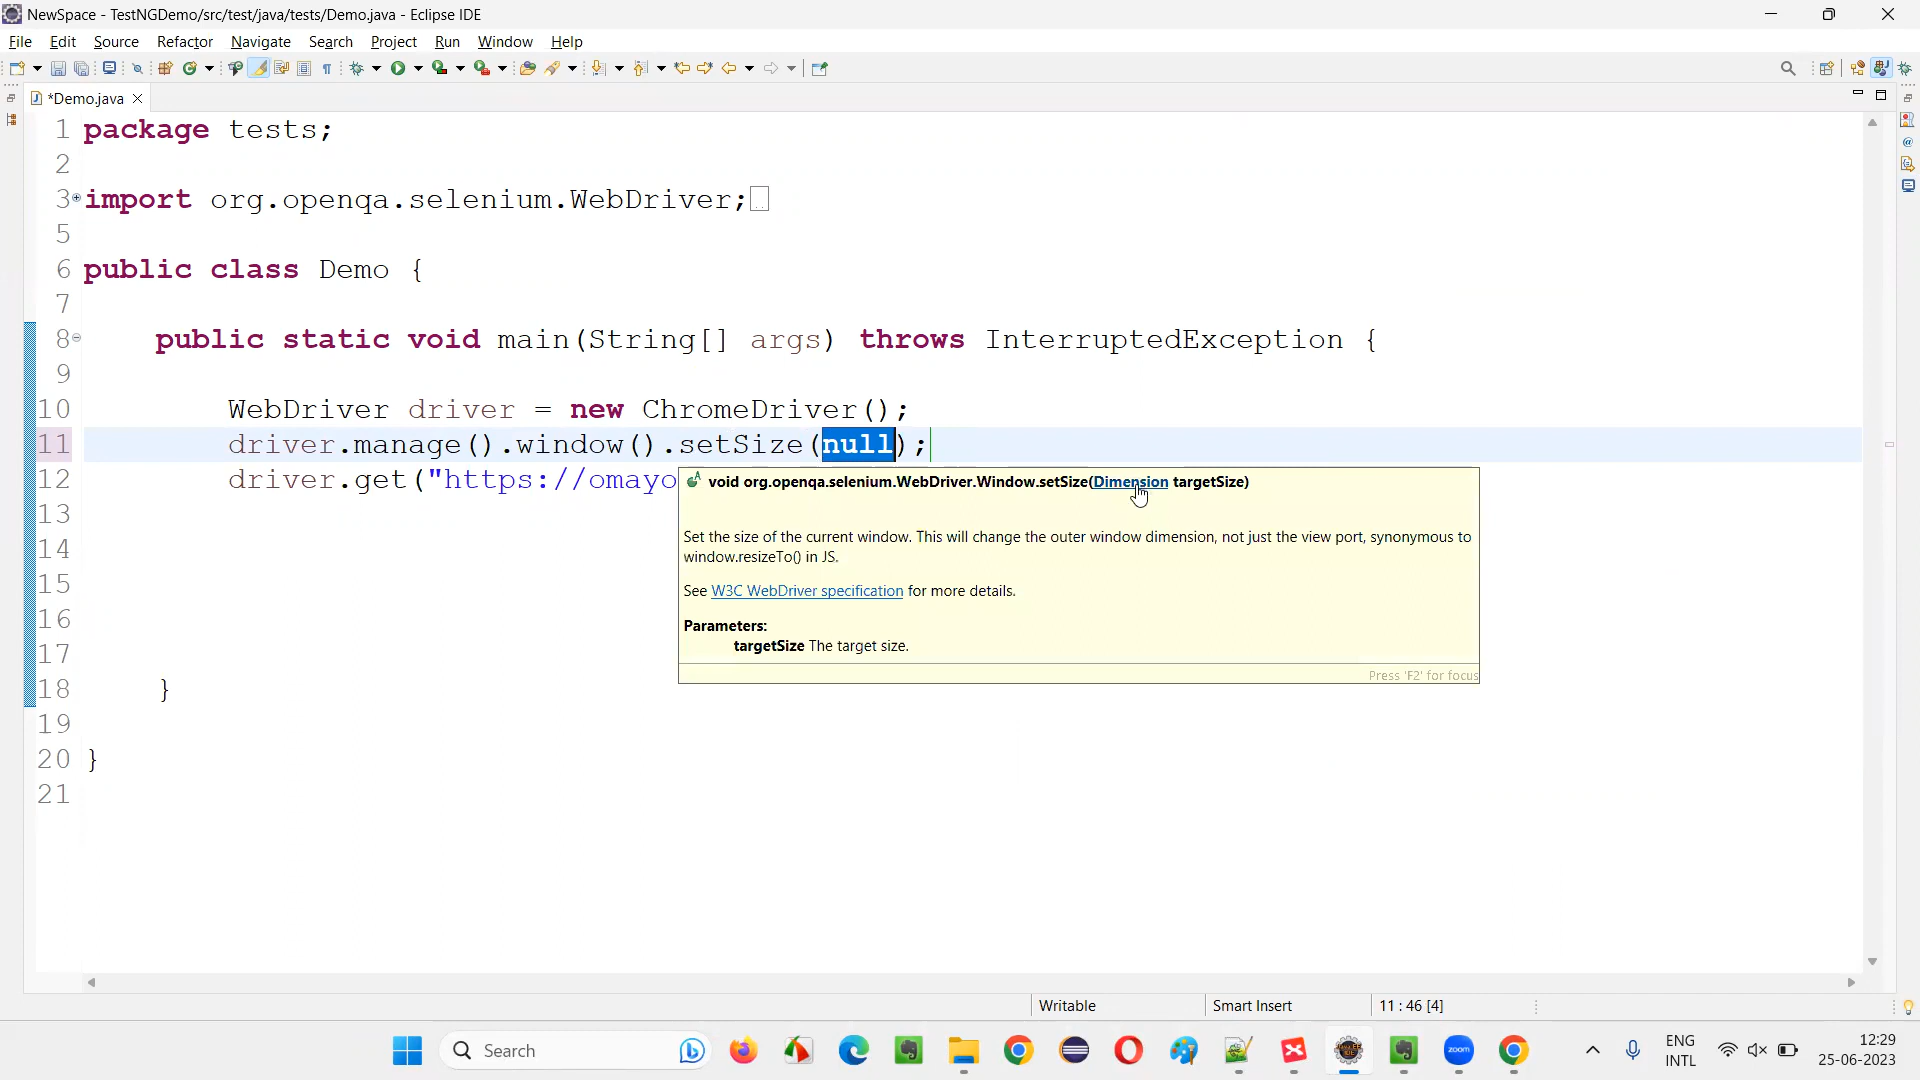 NewSpace - TestNGDemo/src/test/java/tests/Demo.java - Eclipse IDE
File Edit Source Refactor Navigate Search Project Run Window Help
*Demo.java
1 package tests;
2
3 import org.openqa.selenium.WebDriver;
5
6 public class Demo {
7
8 public static void main(String[] args) throws InterruptedException {
9
10 WebDriver driver = new ChromeDriver();
11 driver.manage().window().setSize(null);
12 driver.get("https://omayo
void org.openqa.selenium.WebDriver.Window.setSize(Dimension targetSize)
13
Set the size of the current window. This will change the outer window dimension, not just the view port, synonymous to
window.resizeTo() in JS.
14
15
See W3C WebDriver specification for more details.
16
Parameters:
targetSize The target size.
17
Press 'F2' for focus
18 }
19
20 }
21
Writable Smart Insert 11 : 46 [4]
Search
zoom
ENG
INTL
12:29
25-06-2023